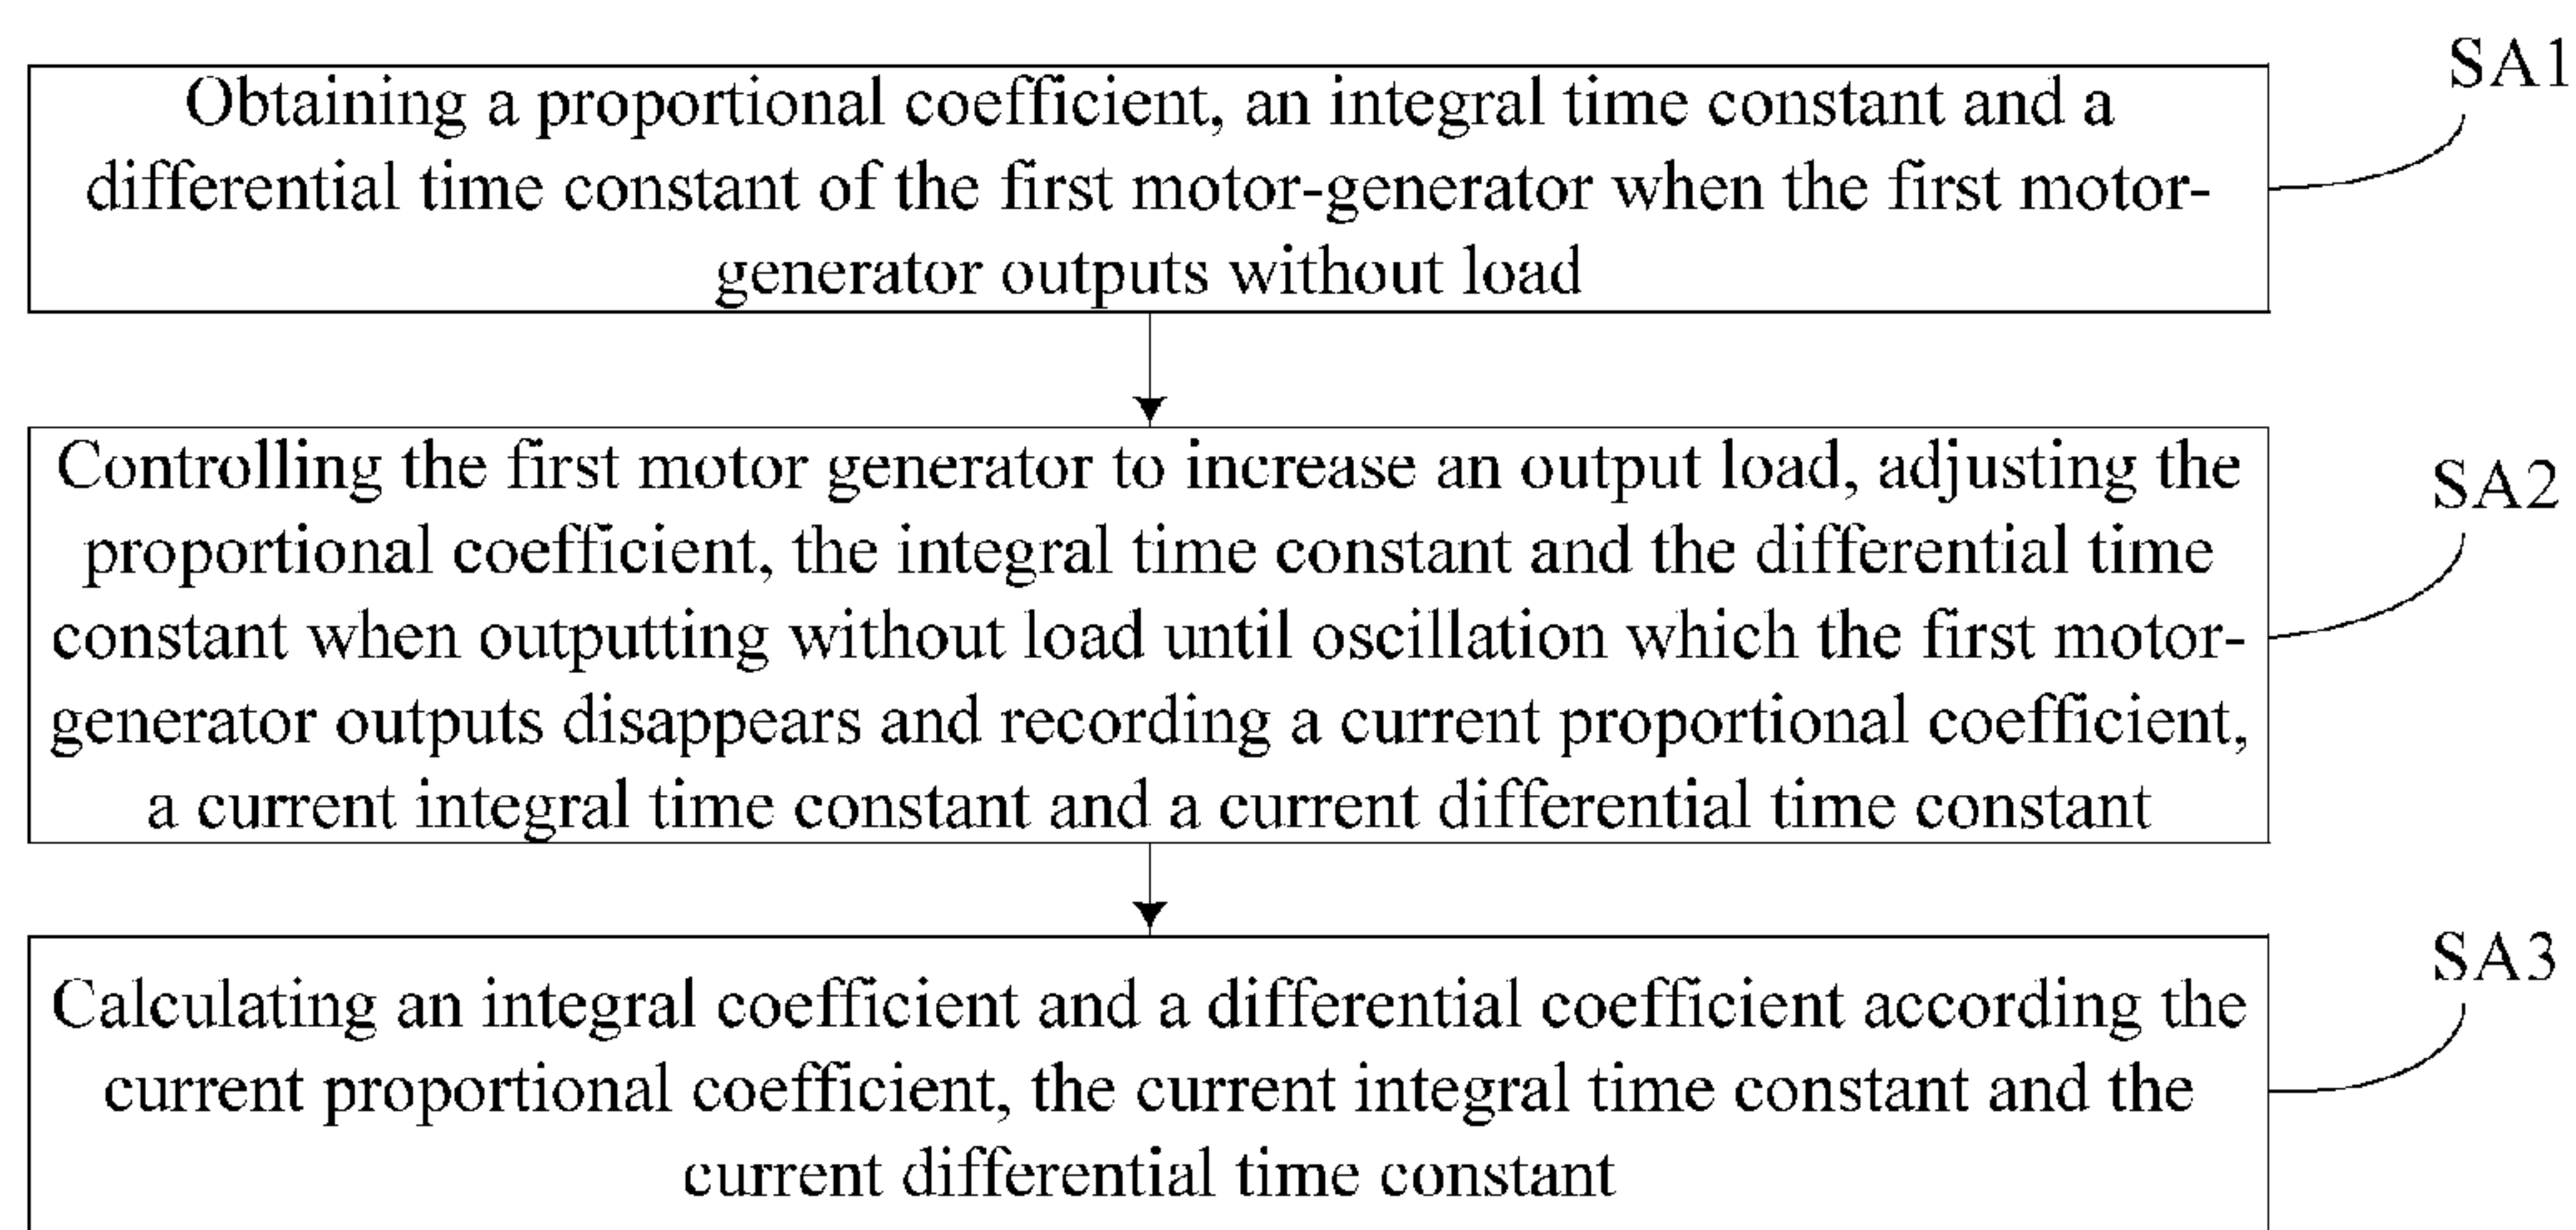 SA1
Obtaining a proportional coefficient, an integral time constant and a
differential time constant of the first motor-generator when the first motor-
generator outputs without load
SA2
Controlling the first motor generator to increase an output load, adjusting the
proportional coefficient, the integral time constant and the differential time
constant when outputting without load until oscillation which the first motor-
generator outputs disappears and recording a current proportional coefficient,
a current integral time constant and a current differential time constant
SA3
Calculating an integral coefficient and a differential coefficient according the
current proportional coefficient, the current integral time constant and the
current differential time constant